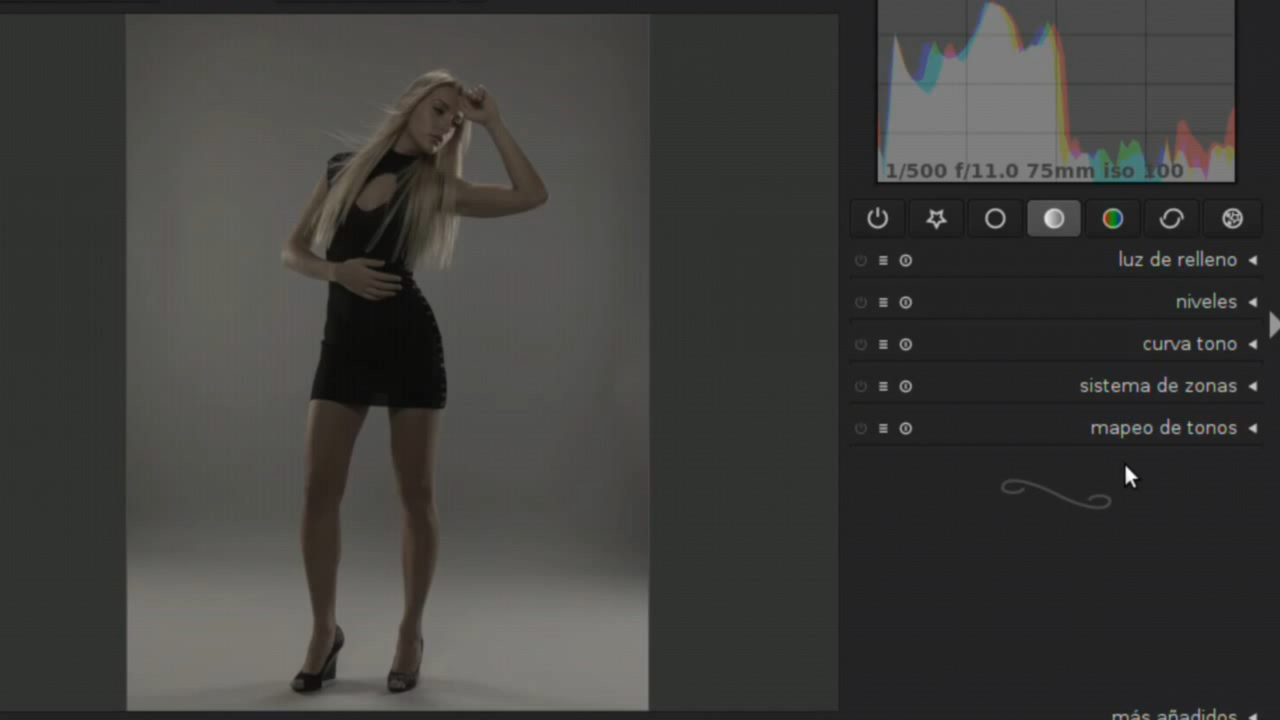 1/500 f/11.0 75mm iso 100
luz de relleno
niveles
curva tono
sistema de zonas
mapeo de tonos
más añadidos